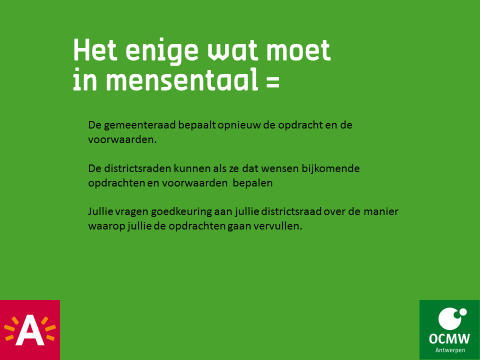 Het enige wat moet
in mensentaal =
De gemeenteraad bepaalt opnieuw de opdracht en de
voorwaarden.
De districtsraden kunnen als ze dat wensen bijkomende
opdrachten en voorwaarden bepalen
Jullie vragen goedkeuring aan jullie districtsraad over de manier
waarop jullie de opdrachten gaan vervullen.
A
OCMW
Antwerpen